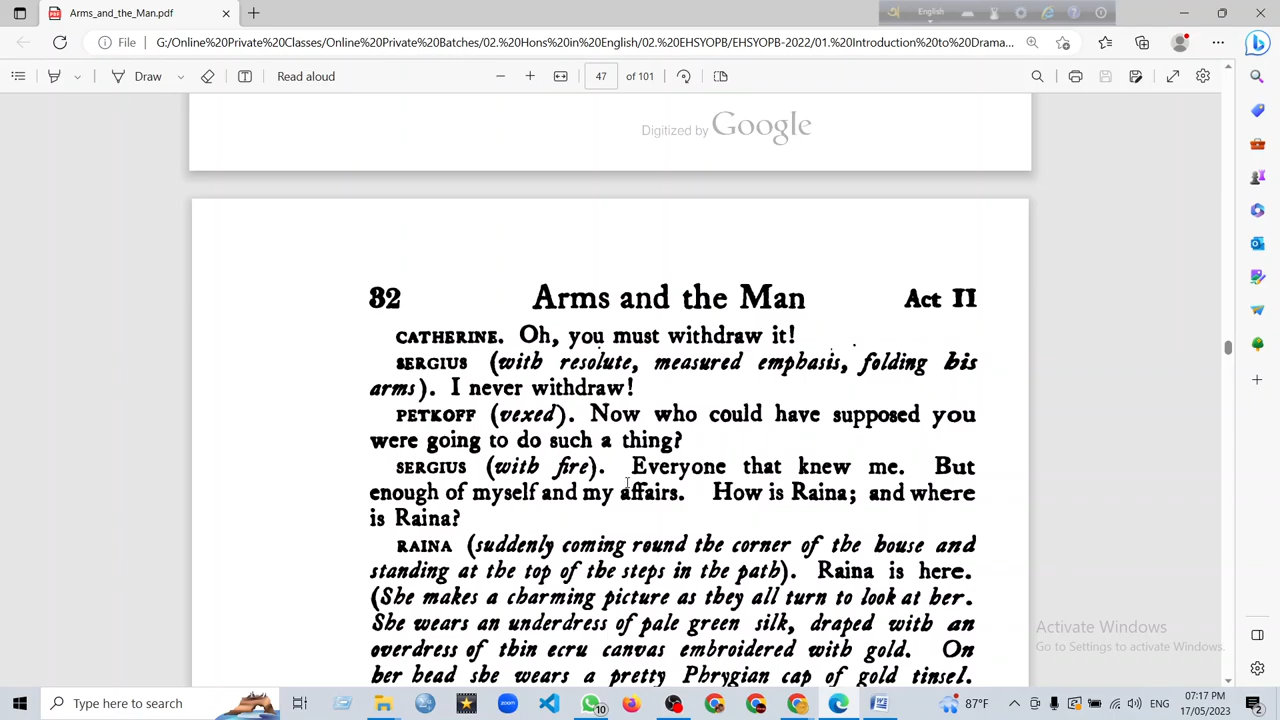 Arms_and_the_Man.pdf
English
File
G:/Online%20Private%20Classes/Online%20Private%20Batches/02.%20Hons%20in%20English/02.%20EHSYOPB/EHSYOPB-2022/01.%20Introduction%20to%20Drama...
Draw
Read aloud
47 of 101
Digitized by Google
32 Arms and the Man Act II
CATHERINE. Oh, you must withdraw it!
SERGIUS (with resolute, measured emphasis, folding his
arms). I never withdraw!
PETKOFF (vexed). Now who could have supposed you
were going to do such a thing?
SERGIUS (with fire). Everyone that knew me. But
enough of myself and my affairs. How is Raina; and where
is Raina?
RAINA (suddenly coming round the corner of the house and
standing at the top of the steps in the path). Raina is here.
(She makes a charming picture as they all turn to look at her.
She wears an underdress of pale green silk, draped with an
overdress of thin ecru canvas embroidered with gold. On
her head she wears a pretty Phrygian cap of gold tinsel.
Activate Windows
Go to Settings to activate Windows.
Type here to search
zoom
10
87°F
07:17 PM
17/05/2023
2